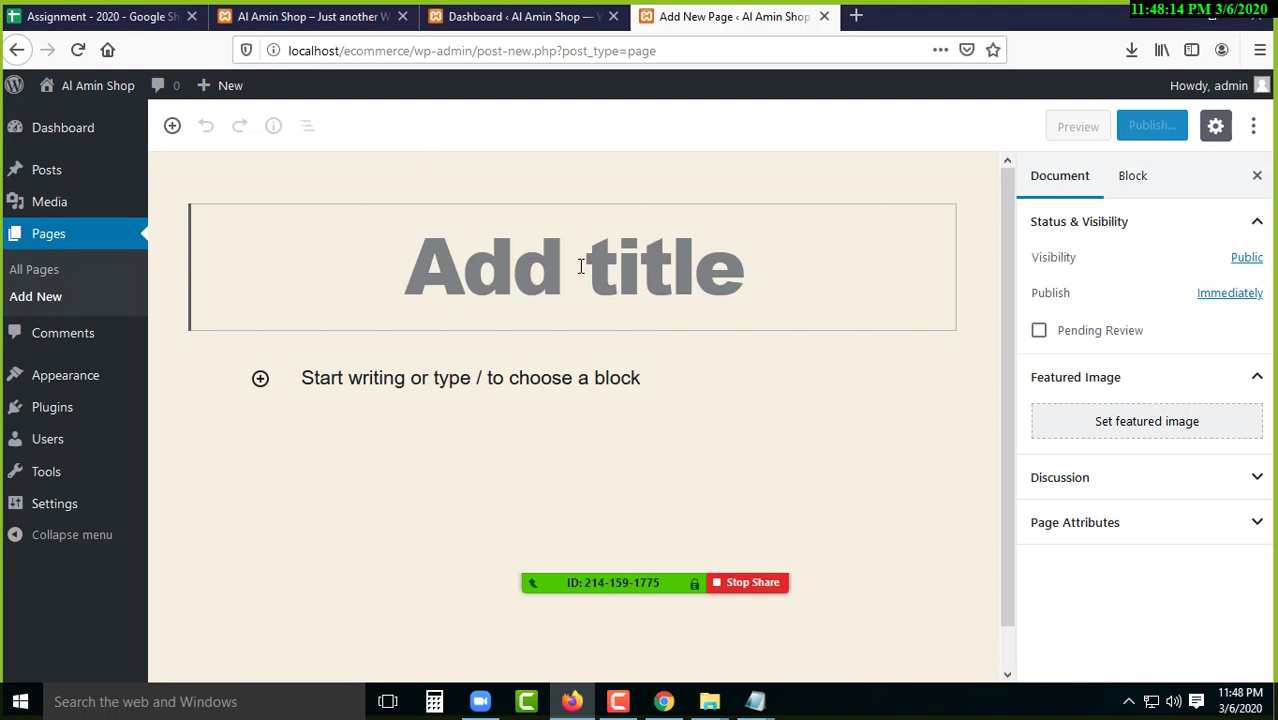 11:48:14 PM 3/6/2020
Assignment - 2020 - Google Sh
Al Amin Shop – Just another W
Dashboard ‹ Al Amin Shop — W
Add New Page ‹ Al Amin Shop
localhost/ecommerce/wp-admin/post-new.php?post_type=page
Al Amin Shop
0
New
Howdy, admin
Dashboard
Posts
Media
Pages
All Pages
Add New
Comments
Appearance
Plugins
Users
Tools
Settings
Collapse menu
Preview
Publish...
Add title
Start writing or type / to choose a block
Document
Block
Status & Visibility
Visibility
Public
Publish
Immediately
Pending Review
Featured Image
Set featured image
Discussion
Page Attributes
ID: 214-159-1775
Stop Share
Search the web and Windows
11:48 PM
3/6/2020